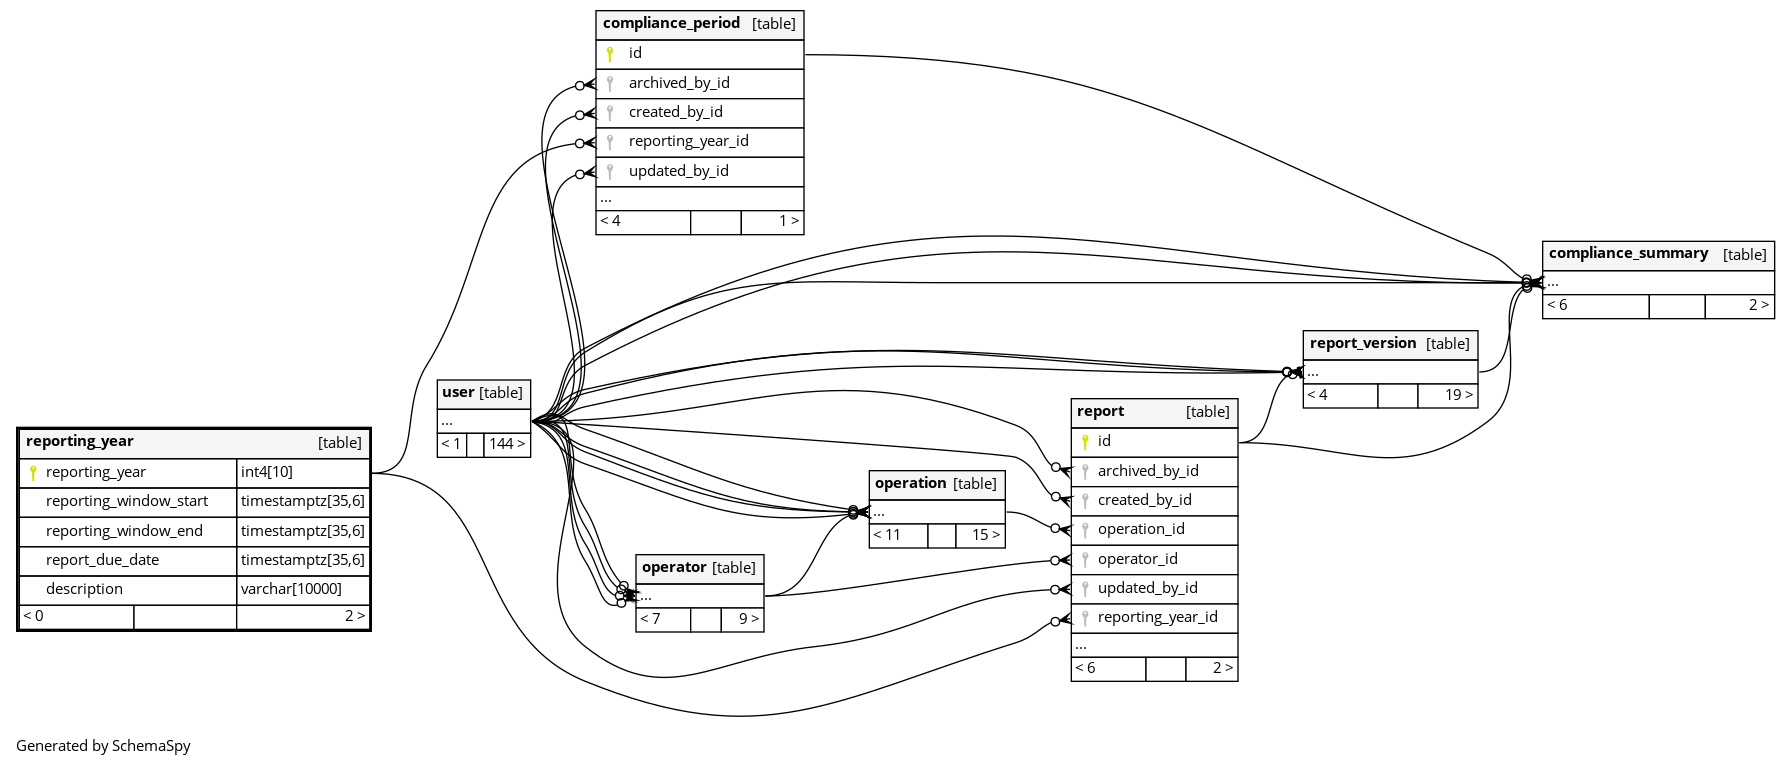 compliance_period [table]
id
archived_by_id
created_by_id
reporting_year_id
updated_by_id
...
< 4 1 >
compliance_summary [table]
...
< 6 2 >
report_version [table]
...
< 4 19 >
user [table]
...
< 1 144 >
report [table]
id
archived_by_id
created_by_id
operation_id
operator_id
updated_by_id
reporting_year_id
...
< 6 2 >
reporting_year [table]
reporting_year int4[10]
reporting_window_start timestamptz[35,6]
reporting_window_end timestamptz[35,6]
report_due_date timestamptz[35,6]
description varchar[10000]
< 0 2 >
operation [table]
...
< 11 15 >
operator [table]
...
< 7 9 >
Generated by SchemaSpy